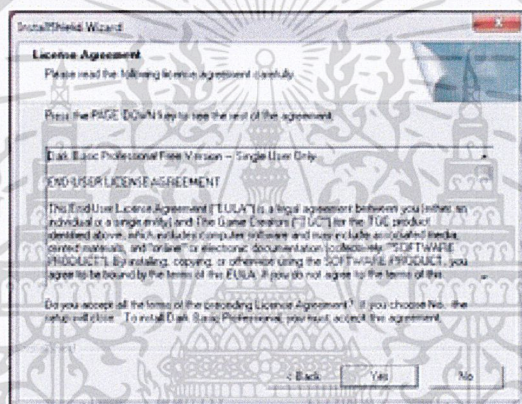 InstallShield Wizard
License Agreement
Please read the following license agreement carefully.
Press the PAGE DOWN key to see the rest of the agreement.
Dark Basic Professional Free Version -- Single User Only
END-USER LICENSE AGREEMENT
This End-User License Agreement ("EULA") is a legal agreement between you (either an
individual or a single entity) and The Game Creators ("TGC") for the TGC product
identified above, which includes computer software and may include associated media,
printed materials, and "online" or electronic documentation (collectively, "SOFTWARE
PRODUCT"). By installing, copying, or otherwise using the SOFTWARE PRODUCT, you
agree to be bound by the terms of this EULA. If you do not agree to the terms of this
Do you accept all the terms of the preceding License Agreement? If you choose No, the
setup will close. To install Dark Basic Professional, you must accept this agreement.
< Back
Yes
No